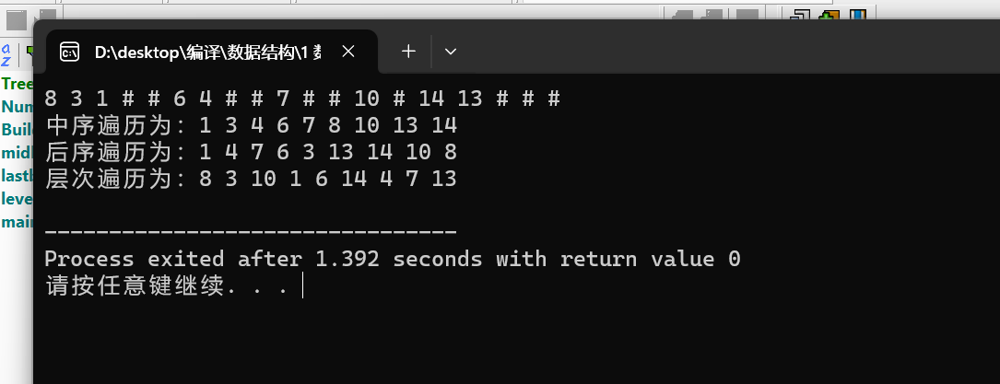 D:\desktop\编译\数据结构\1
a
z
Tree
Num
Buil
mid
last
leve
mair
8 3 1 # # 6 4 # # 7 # # 10 # 14 13 # # #
中序遍历为：1 3 4 6 7 8 10 13 14
后序遍历为：1 4 7 6 3 13 14 10 8
层次遍历为：8 3 10 1 6 14 4 7 13
--------------------------------
Process exited after 1.392 seconds with return value 0
请按任意键继续. . .